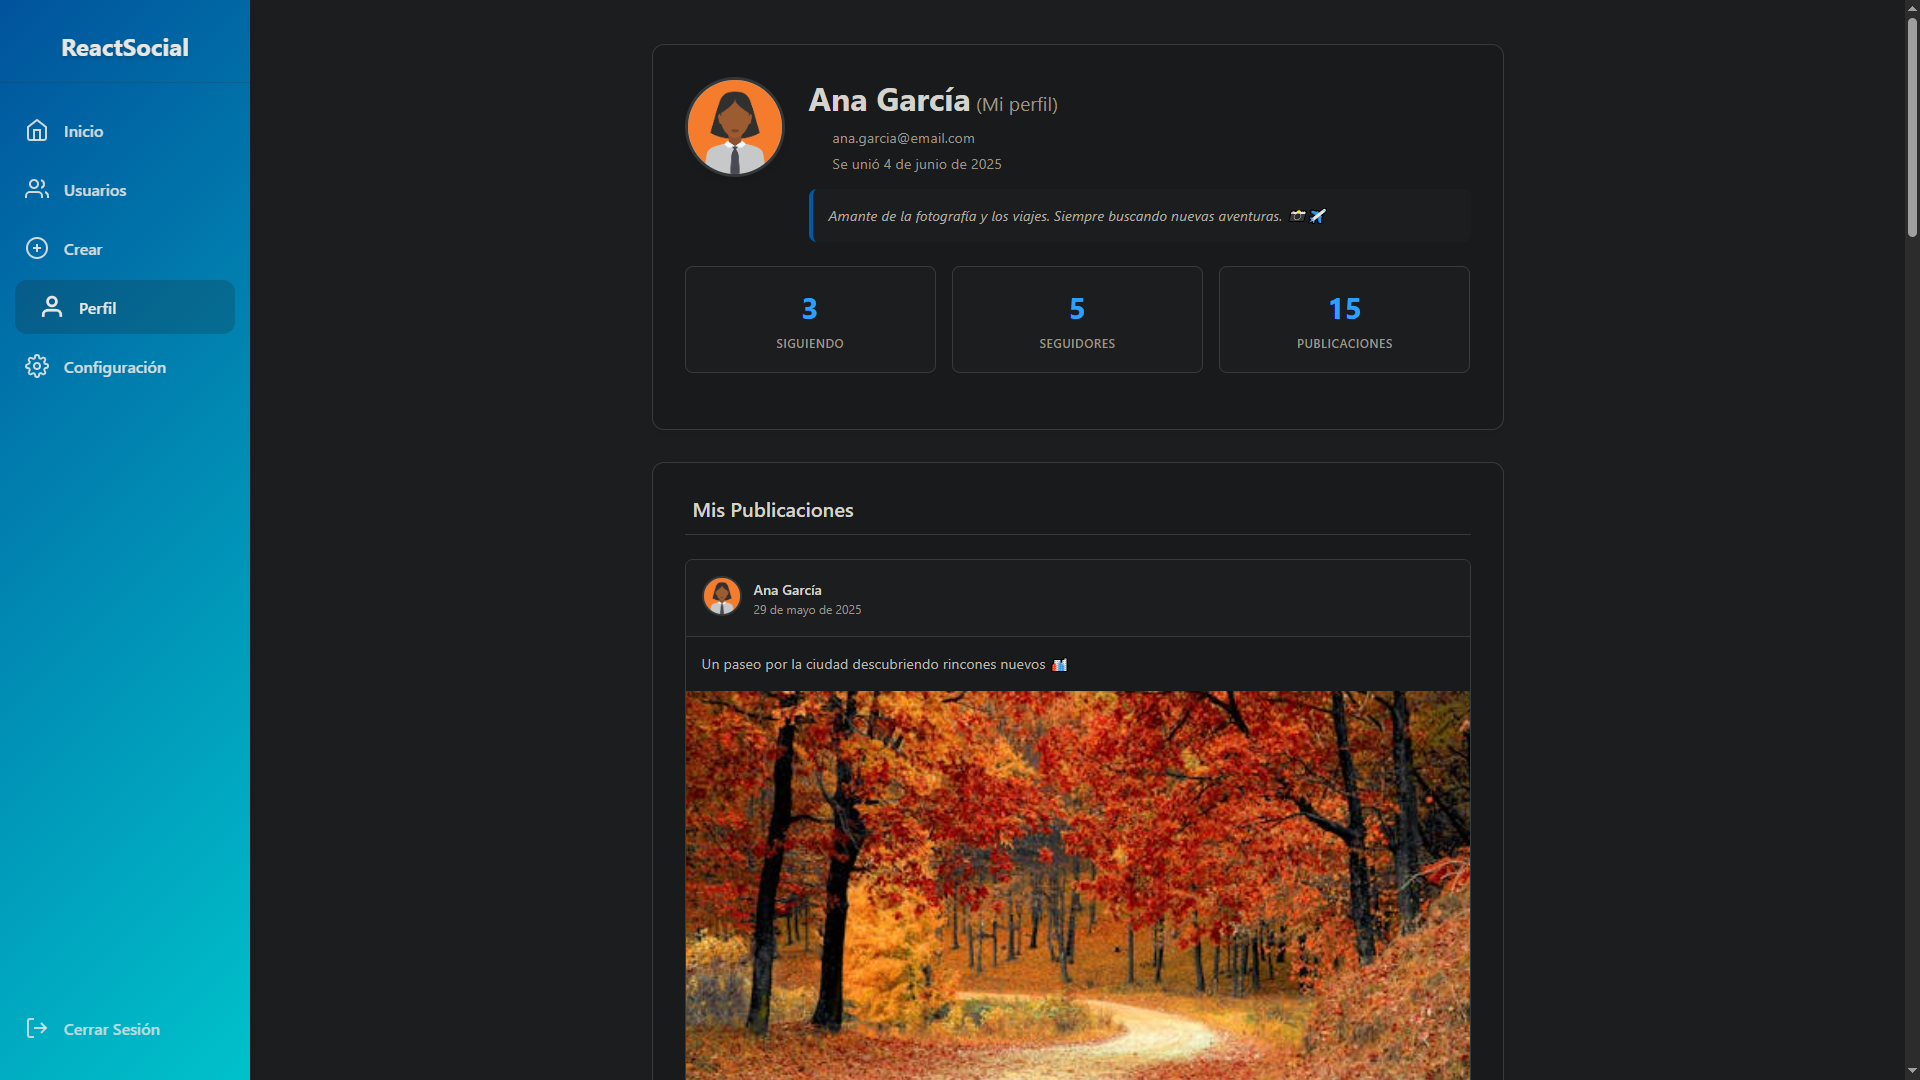 ReactSocial
Inicio
Usuarios
Crear
Perfil
Configuración
Cerrar Sesión
Ana García (Mi perfil)
ana.garcia@email.com
Se unió 4 de junio de 2025
Amante de la fotografía y los viajes. Siempre buscando nuevas aventuras. 📸✈️
3
SIGUIENDO
5
SEGUIDORES
15
PUBLICACIONES
Mis Publicaciones
Ana García
29 de mayo de 2025
Un paseo por la ciudad descubriendo rincones nuevos 🏙️